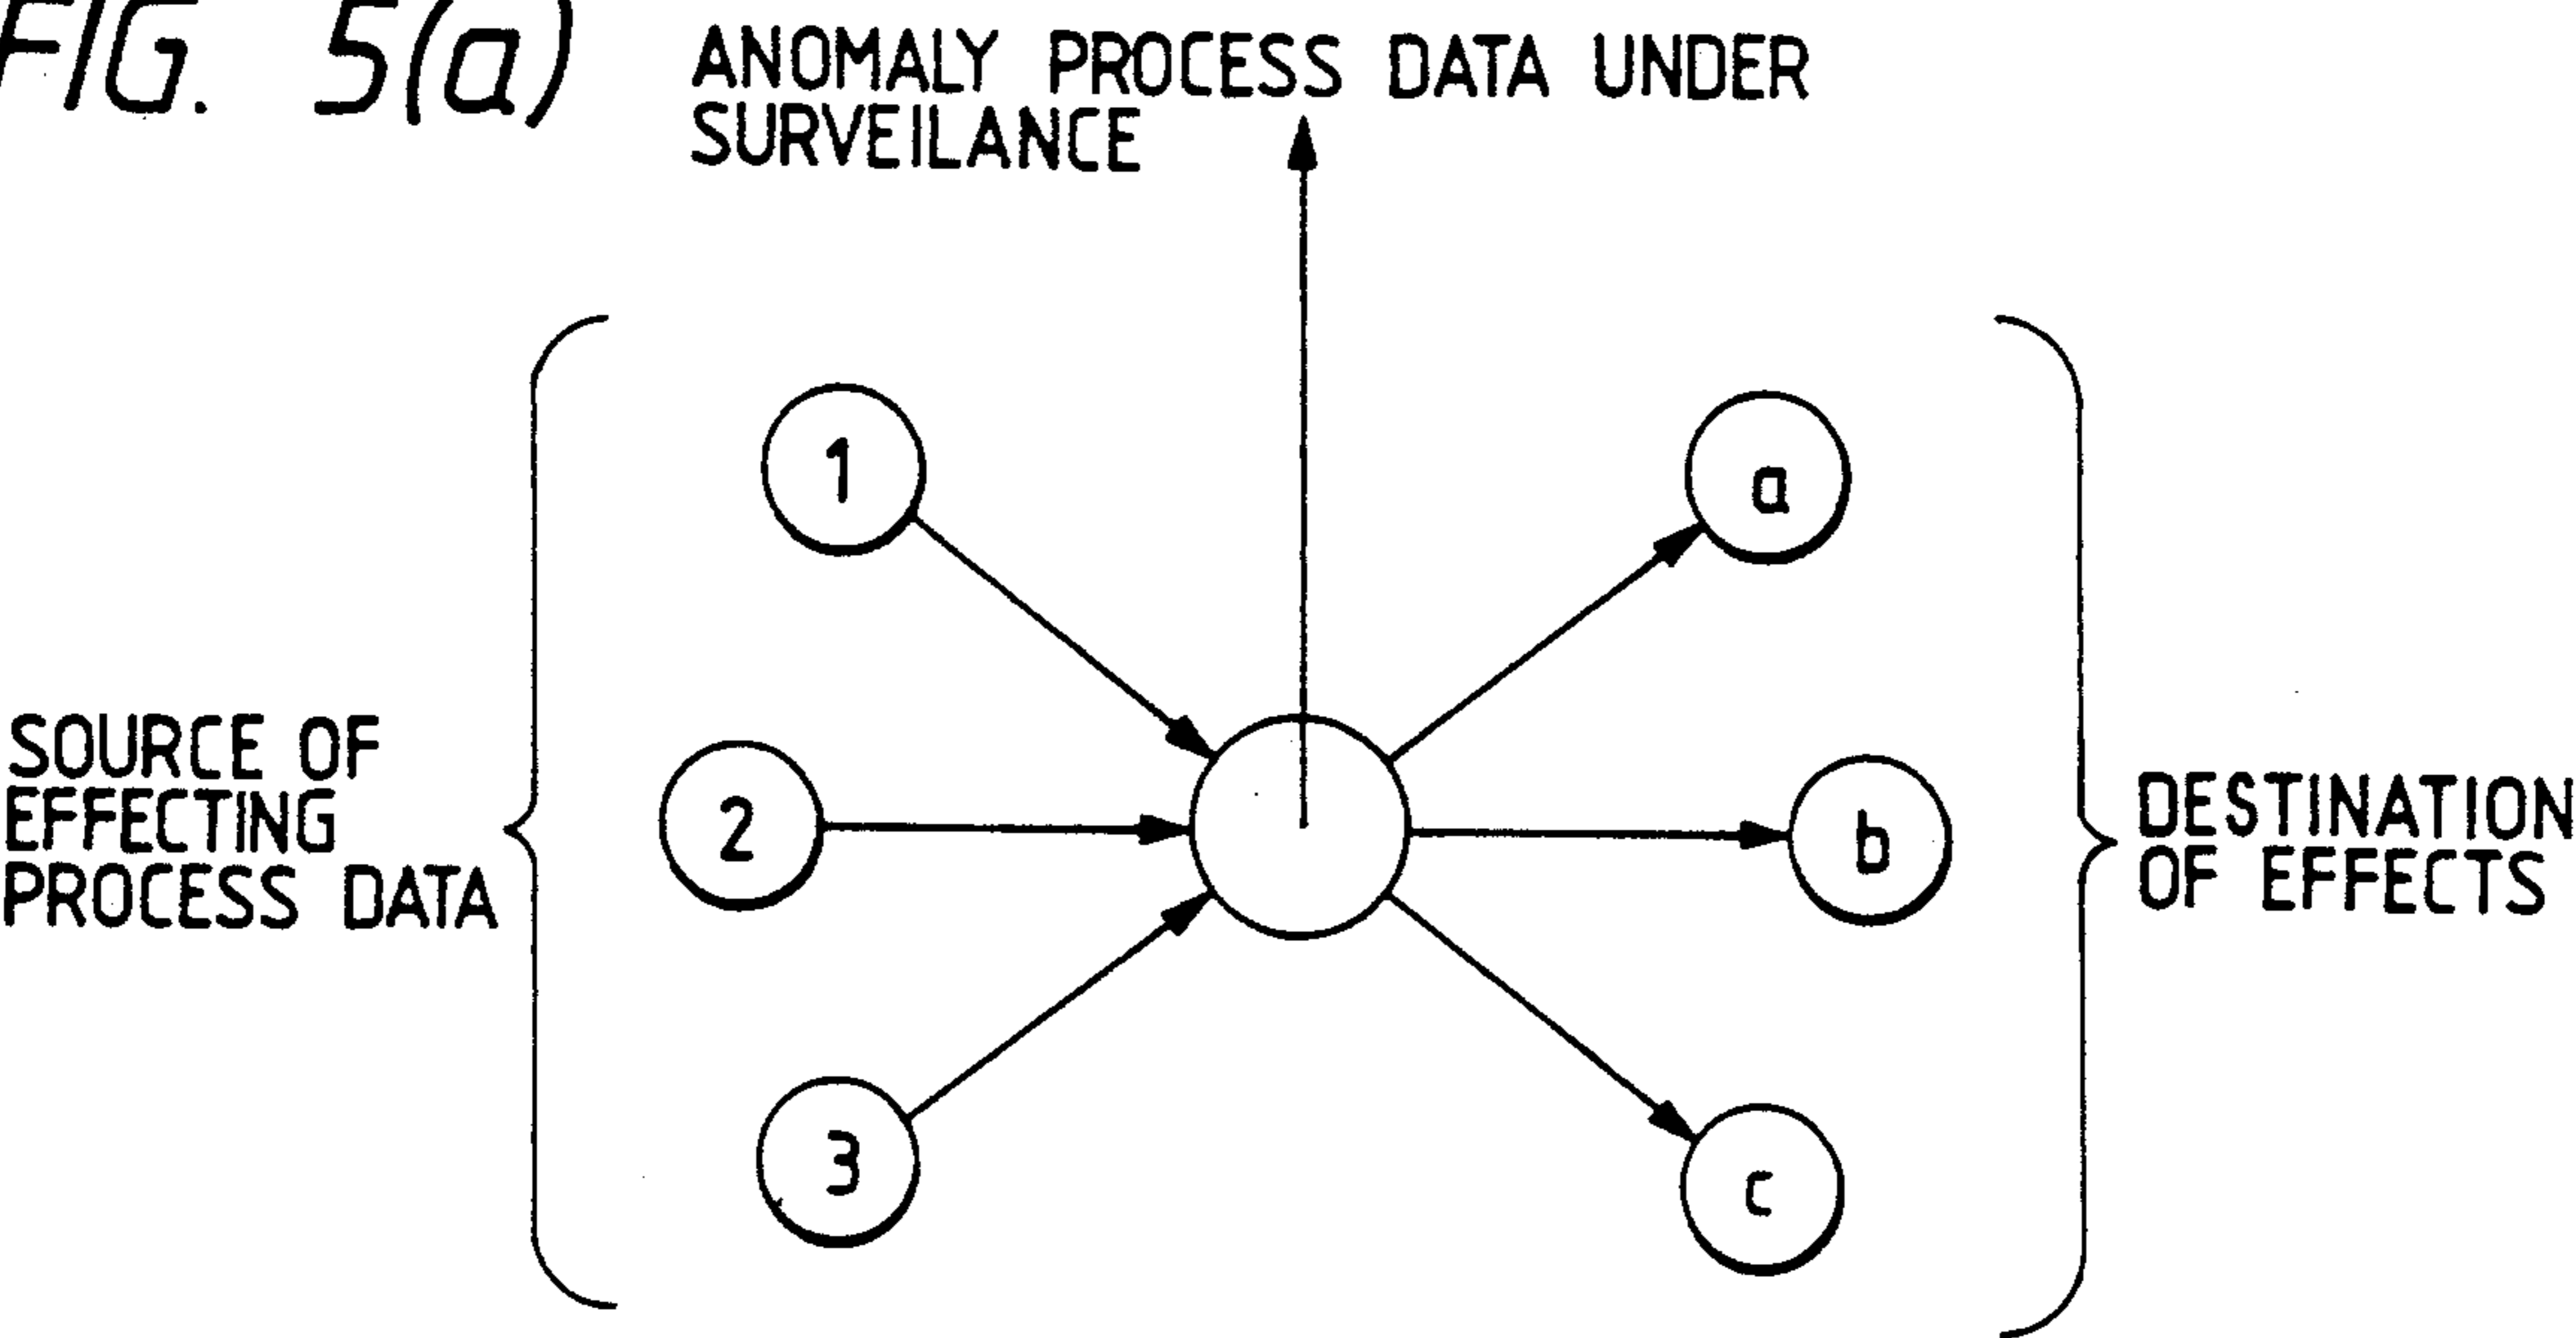 FIG. 5(a)
ANOMALY PROCESS DATA UNDER
SURVEILANCE
1
a
SOURCE OF
EFFECTING
PROCESS DATA
2
b
DESTINATION
OF EFFECTS
3
c